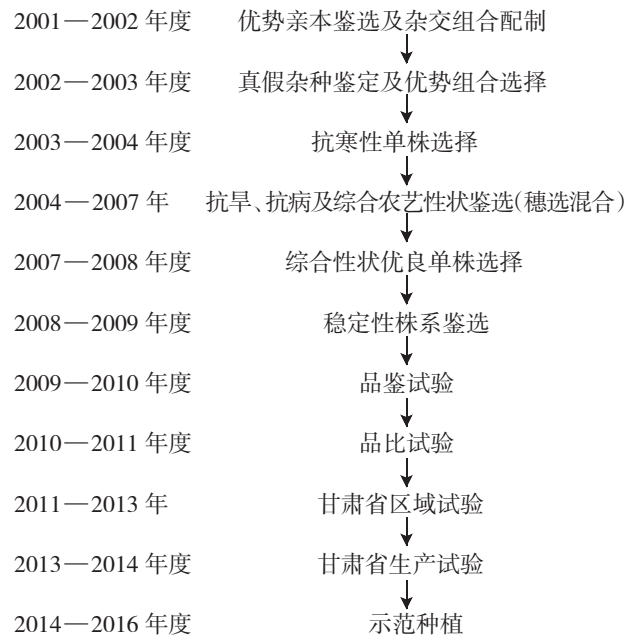 2001—2002 年度 优势亲本鉴选及杂交组合配制
2002—2003 年度 真假杂种鉴定及优势组合选择
2003—2004 年度 抗寒性单株选择
2004—2007 年 抗旱、抗病及综合农艺性状鉴选(穗选混合)
2007—2008 年度 综合性状优良单株选择
2008—2009 年度 稳定性株系鉴选
2009—2010 年度 品鉴试验
2010—2011 年度 品比试验
2011—2013 年 甘肃省区域试验
2013—2014 年度 甘肃省生产试验
2014—2016 年度 示范种植